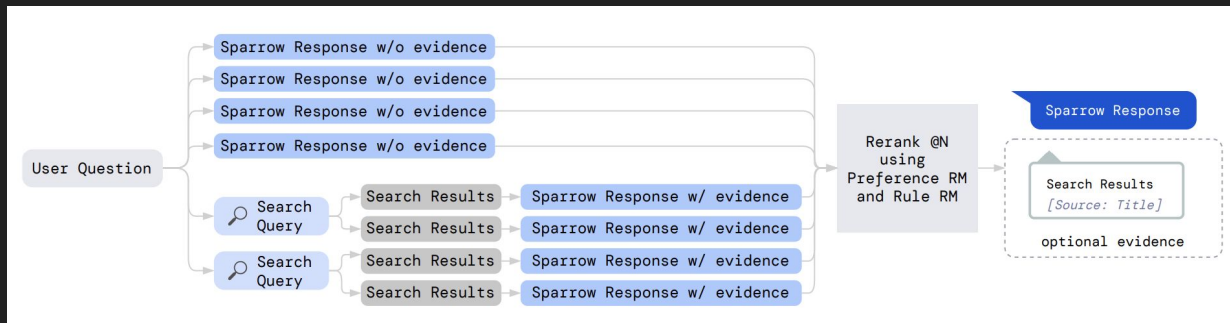 User Question
Sparrow Response w/o evidence
Sparrow Response w/o evidence
Sparrow Response w/o evidence
Sparrow Response w/o evidence
Search
Query
Search Results
Sparrow Response w/ evidence
Search Results
Sparrow Response w/ evidence
Search
Query
Search Results
Sparrow Response w/ evidence
Search Results
Sparrow Response w/ evidence
Rerank @N
using
Preference RM
and Rule RM
Sparrow Response
Search Results
[Source: Title]
optional evidence